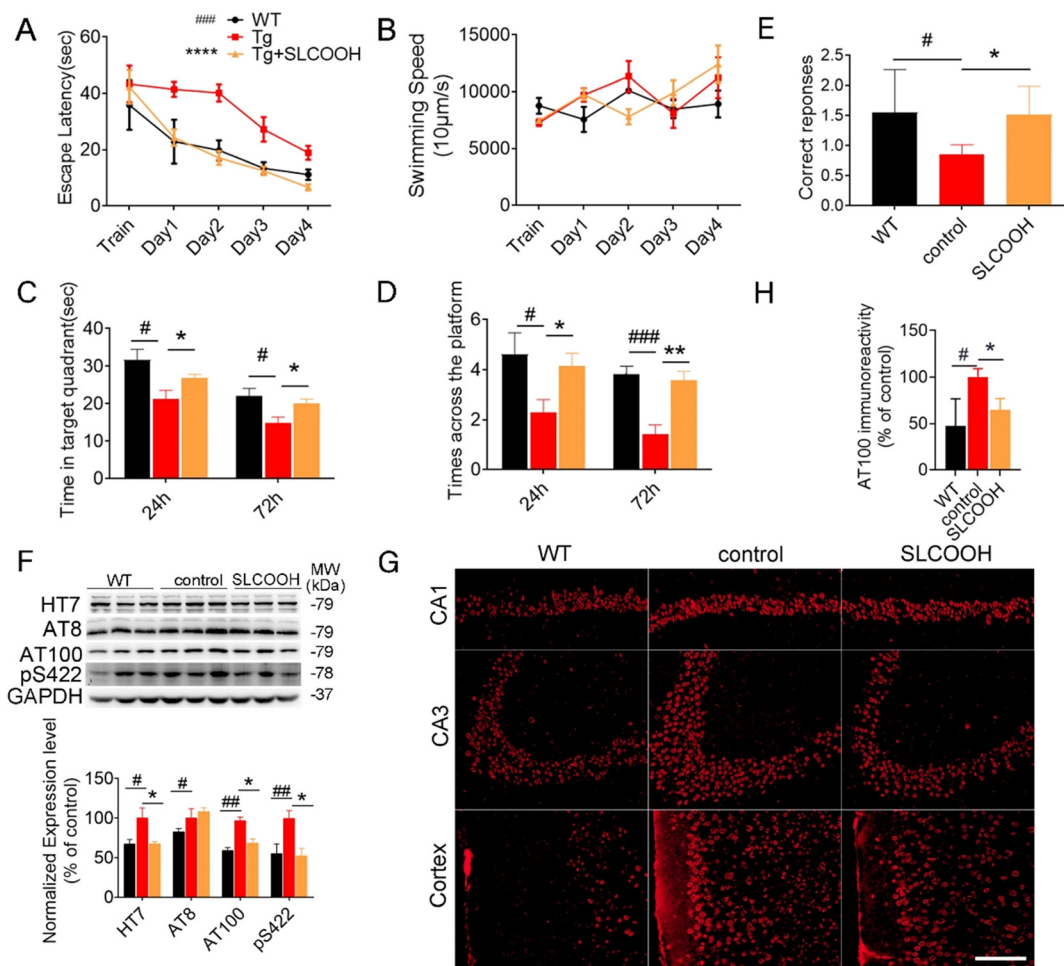 A
Escape Latency(sec)
60
40
20
0
Train
Day1
Day2
Day3
Day4
### WT
Tg
**** Tg+SLCOOH
B
Swimming Speed
(10μm/s)
15000
10000
5000
0
Train
Day1
Day2
Day3
Day4
E
Correct reponses
2.5
2.0
1.5
1.0
0.5
0.0
# *
WT
control
SLCOOH
C
Time in target quadrant(sec)
40
30
20
10
0
# *
# *
24h
72h
D
Times across the platform
6
4
2
0
# *
### **
24h
72h
H
AT100 immunoreactivity
(% of control)
150
100
50
0
# *
WT
control
SLCOOH
F
WT control SLCOOH MW
(kDa)
HT7 -79
AT8 -79
AT100 -79
pS422 -78
GAPDH -37
Normalized Expression level
(% of control)
150
100
50
0
# *
#
## *
## *
HT7
AT8
AT100
pS422
G
WT control SLCOOH
CA1
CA3
Cortex